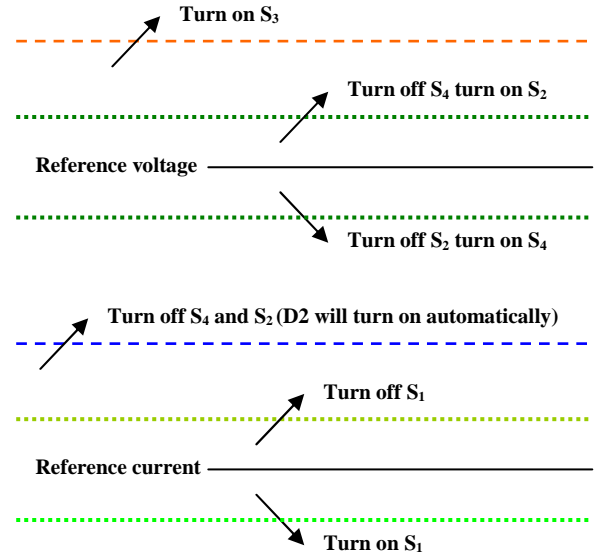 Turn on S₃
Turn off S₄ turn on S₂
Reference voltage
Turn off S₂ turn on S₄
Turn off S₄ and S₂ (D2 will turn on automatically)
Turn off S₁
Reference current
Turn on S₁